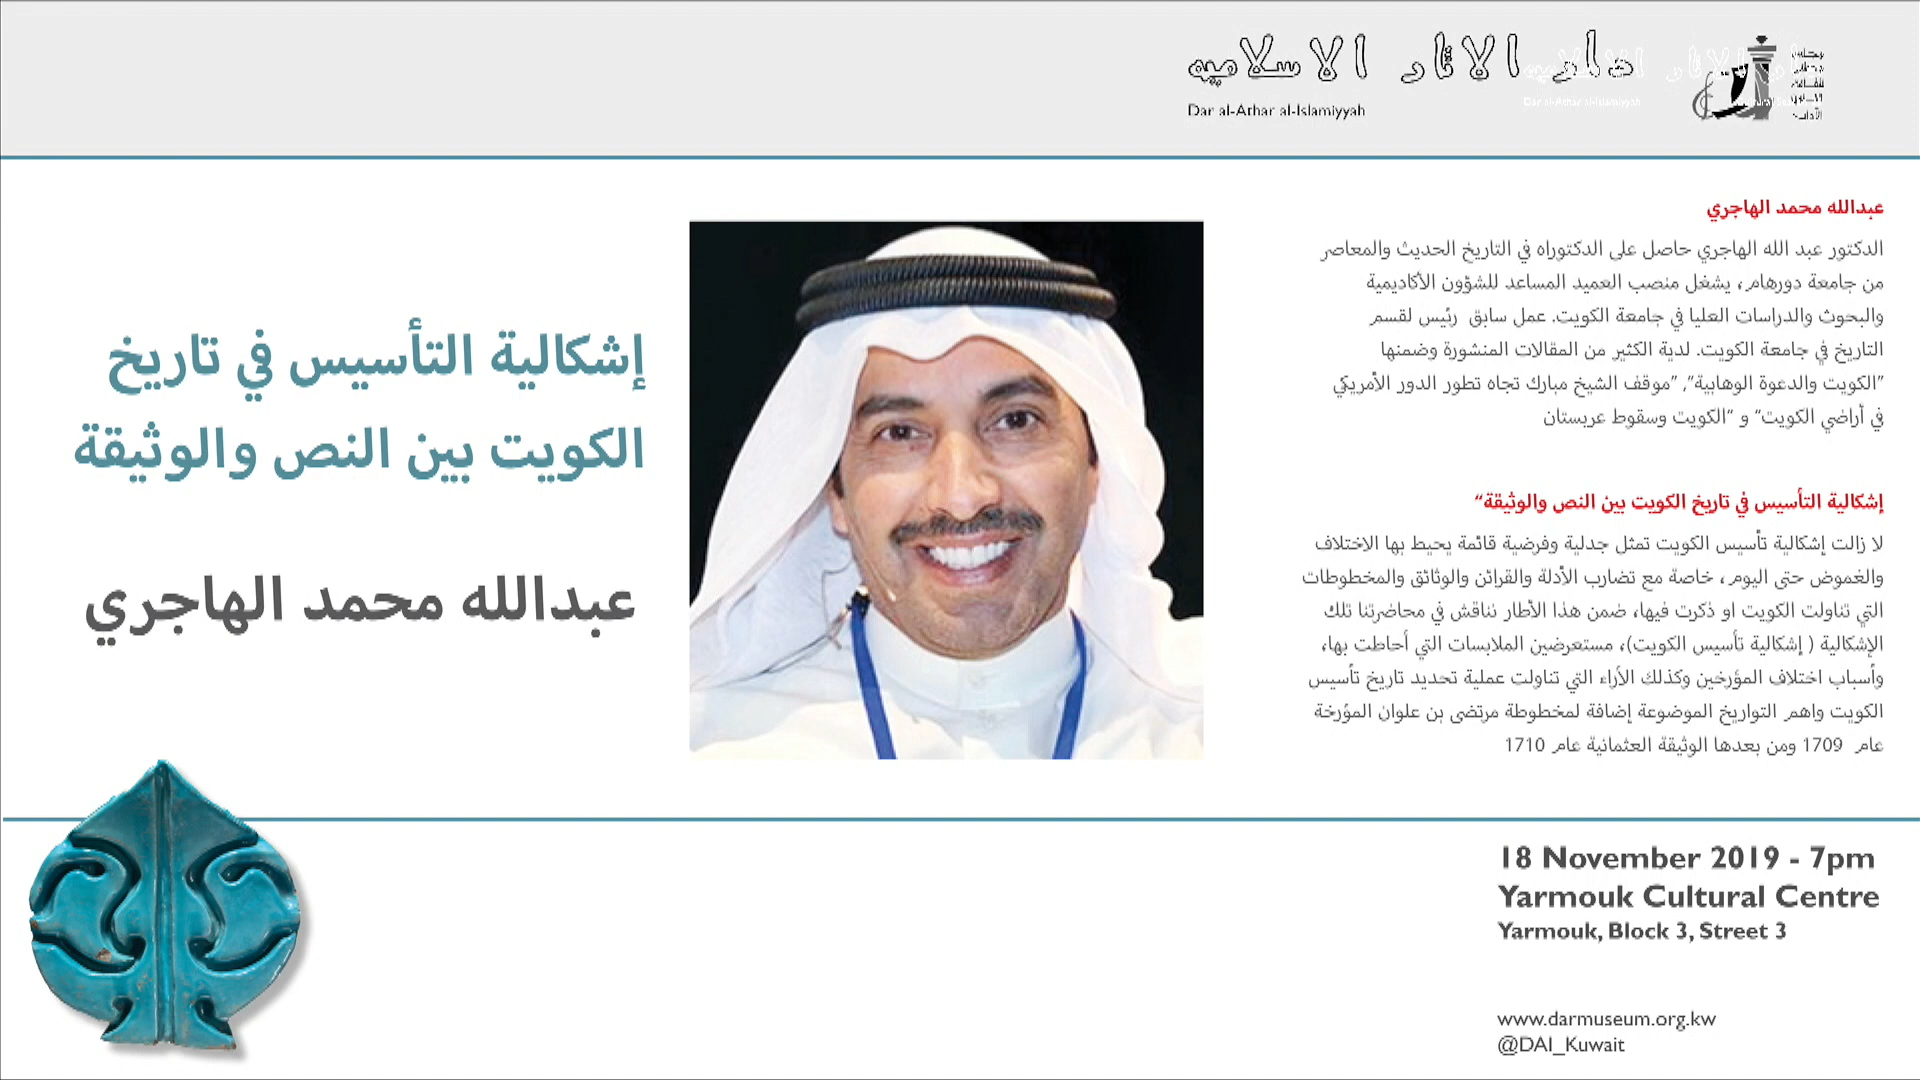 دار الاثار الاسلاميه
Dar al-Athar al-Islamiyyah
إشكالية التأسيس في تاريخ
الكويت بين النص والوثيقة
عبدالله محمد الهاجري
عبدالله محمد الهاجري
الدكتور عبد الله الهاجري حاصل على الدكتوراه في التاريخ الحديث والمعاصر
من جامعة دورهام، يشغل منصب العميد المساعد للشؤون الأكاديمية
والبحوث والدراسات العليا في جامعة الكويت. عمل سابق رئيس لقسم
التاريخ في جامعة الكويت. لدية الكثير من المقالات المنشورة وضمنها
”الكويت والدعوة الوهابية“, ”موقف الشيخ مبارك تجاه تطور الدور الأمريكي
في أراضي الكويت“ و “الكويت وسقوط عربستان
إشكالية التأسيس في تاريخ الكويت بين النص والوثيقة“
لا زالت إشكالية تأسيس الكويت تمثل جدلية وفرضية قائمة يحيط بها الاختلاف
والغموض حتى اليوم، خاصة مع تضارب الأدلة والقرائن والوثائق والمخطوطات
التي تناولت الكويت او ذكرت فيها، ضمن هذا الأطار نناقش في محاضرتنا تلك
الإشكالية ( إشكالية تأسيس الكويت)، مستعرضين الملابسات التي أحاطت بها،
وأسباب اختلاف المؤرخين وكذلك الأراء التي تناولت عملية تحديد تاريخ تأسيس
الكويت واهم التواريخ الموضوعة إضافة لمخطوطة مرتضى بن علوان المؤرخة
عام 1709 ومن بعدها الوثيقة العثمانية عام 1710
18 November 2019 - 7pm
Yarmouk Cultural Centre
Yarmouk, Block 3, Street 3
www.darmuseum.org.kw
@DAI_Kuwait